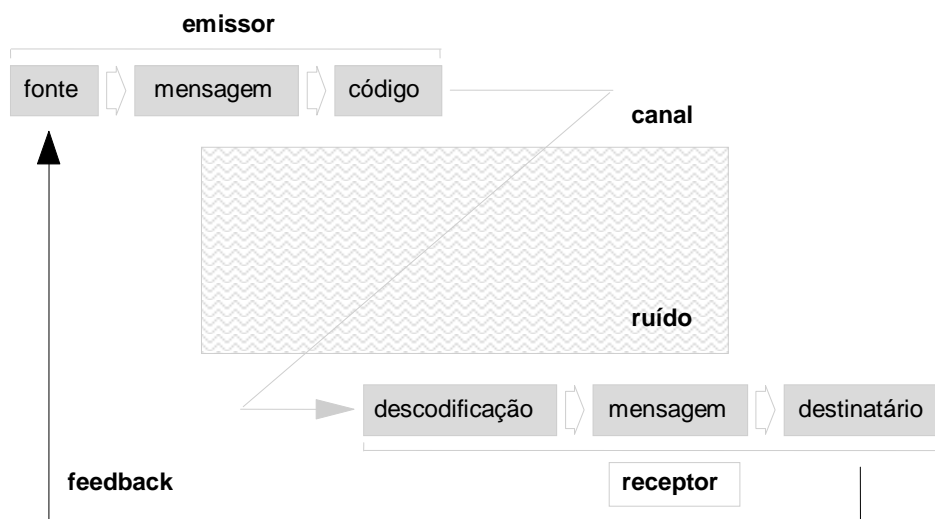 emissor
fonte mensagem código
canal
ruído
descodificação mensagem destinatário
feedback receptor